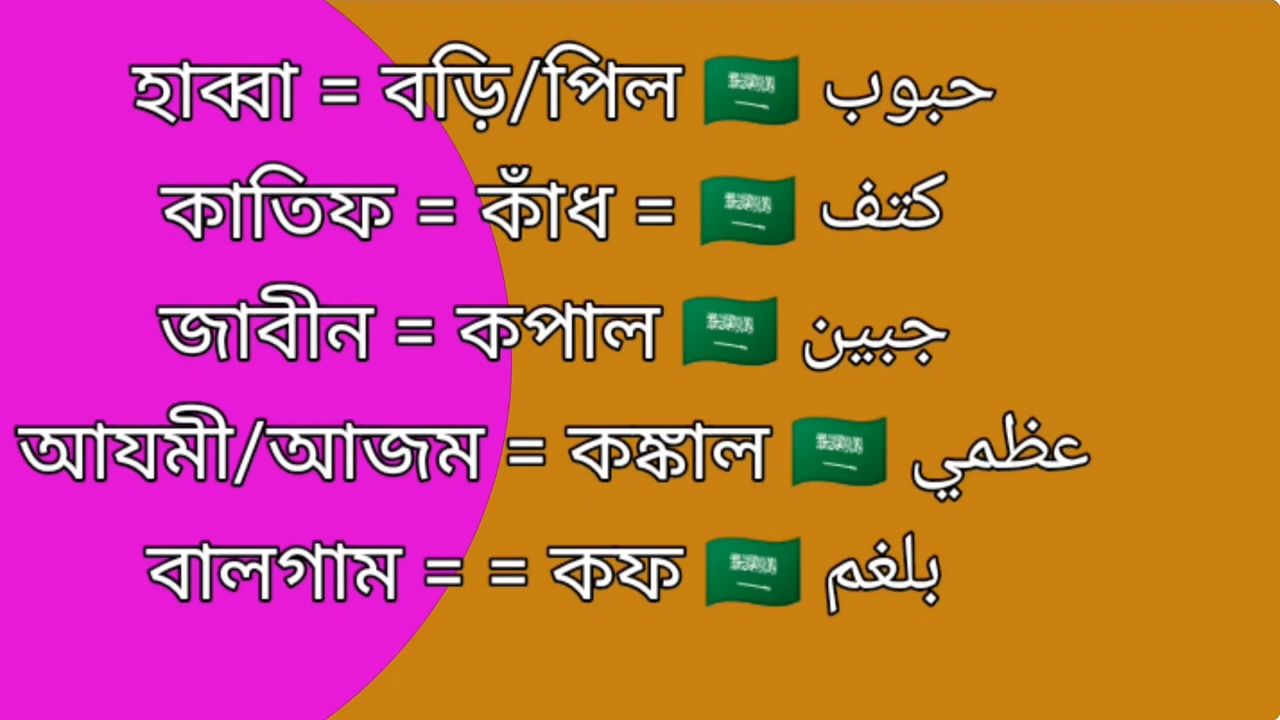 হাব্বা = বড়ি/পিল 🇸🇦 حبوب
কাতিফ = কাঁধ = 🇸🇦 كتف
জাবীন = কপাল 🇸🇦 جبين
আযমী/আজম = কঙ্কাল 🇸🇦 عظمي
বালগাম = = কফ 🇸🇦 بلغم